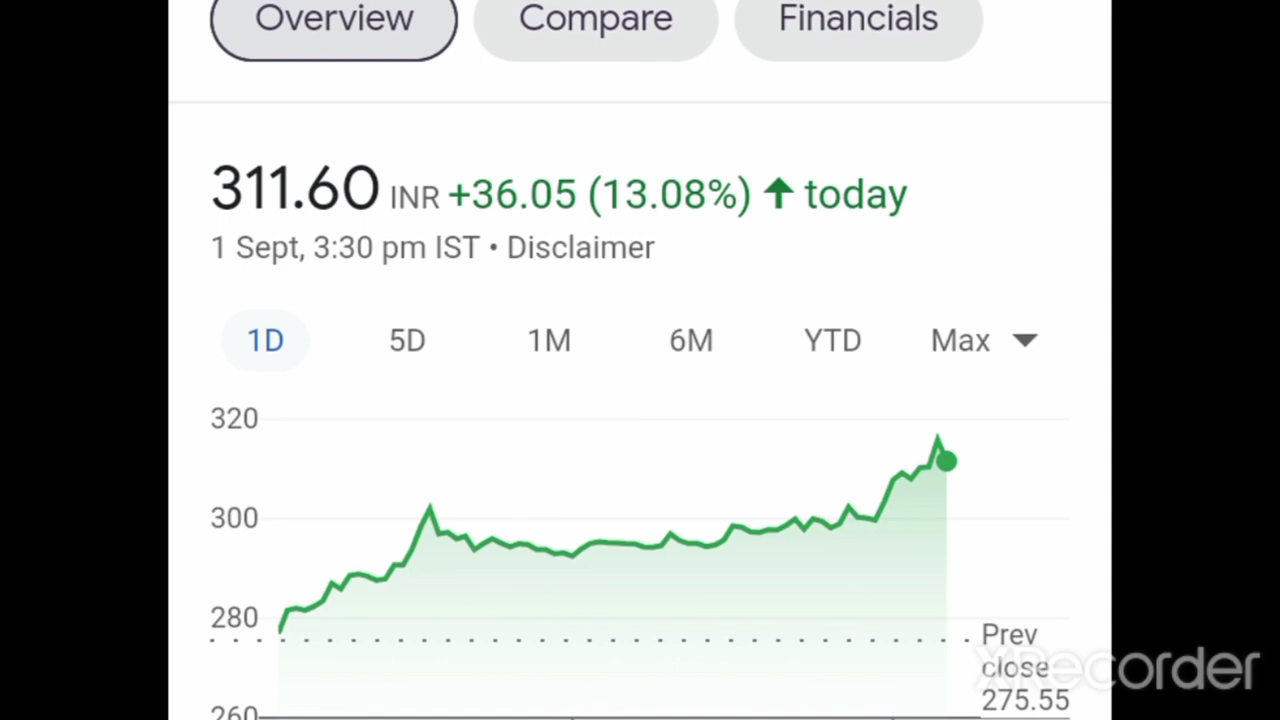 Overview Compare Financials
311.60 INR +36.05 (13.08%) ↑ today
1 Sept, 3:30 pm IST • Disclaimer
1D 5D 1M 6M YTD Max
320
300
280
Prev
close
275.55
260
XRecorder